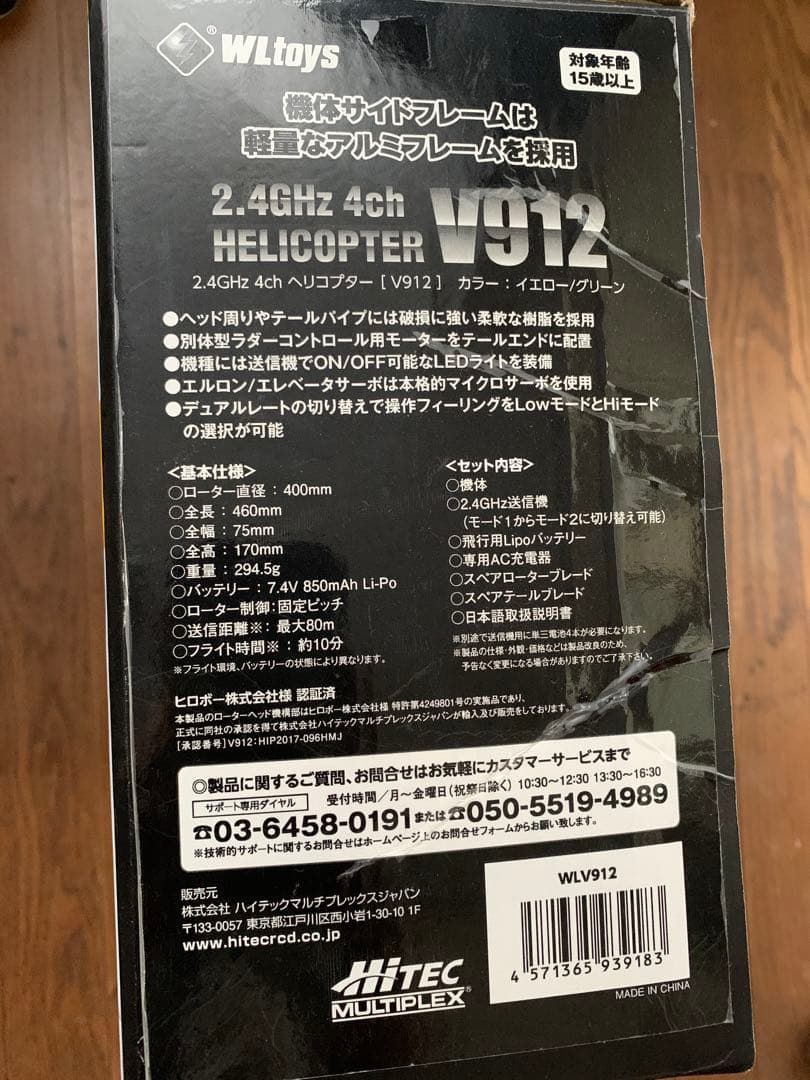 WLtoys®
対象年齢
15歳以上
機体サイドフレームは
軽量なアルミフレームを採用
2.4GHz 4ch
HELICOPTER V912
2.4GHz 4ch ヘリコプター [ V912 ] カラー：イエロー/グリーン
●ヘッド周りやテールパイプには破損に強い柔軟な樹脂を採用
●別体型ラダーコントロール用モーターをテールエンドに配置
●機種には送信機でON/OFF可能なLEDライトを装備
●エルロン/エレベータサーボは本格的マイクロサーボを使用
●デュアルレートの切り替えで操作フィーリングをLowモードとHiモード
の選択が可能
<基本仕様>
○ローター直径：400mm
○全長：460mm
○全幅：75mm
○全高：170mm
○重量：294.5g
○バッテリー：7.4V 850mAh Li-Po
○ローター制御：固定ピッチ
○送信距離※：最大80m
○フライト時間※：約10分
※フライト環境、バッテリーの状態により異なります。
<セット内容>
○機体
○2.4GHz送信機
(モード1からモード2に切り替え可能)
○飛行用Lipoバッテリー
○専用AC充電器
○スペアローターブレード
○スペアテールブレード
○日本語取扱説明書
※別途で送信機用に単三電池4本が必要になります。
※製品の仕様・外観・価格などは製品改良のため、
予告なく変更になる場合がありますのでご了承下さい。
ヒロボー株式会社様 認証済
本製品のローターヘッド機構部はヒロボー株式会社様 特許第4249801号の実施品であり、
正式に同社の承認を得て株式会社ハイテックマルチプレックスジャパンが輸入及び販売をしております。
[承認番号] V912：HIP2017-096HMJ
◎製品に関するご質問、お問合せはお気軽にカスタマーサービスまで
サポート専用ダイヤル 受付時間／月〜金曜日(祝祭日除く) 10:30〜12:30 13:30〜16:30
☎03-6458-0191または☎050-5519-4989
※技術的サポートに関するお問合せはホームページ上のお問合せフォームからお願い致します。
販売元
株式会社 ハイテックマルチプレックスジャパン
〒133-0057 東京都江戸川区西小岩1-30-10 1F
www.hitecrcd.co.jp
HiTEC
MULTIPLEX®
WLV912
4 571365 939183
MADE IN CHINA